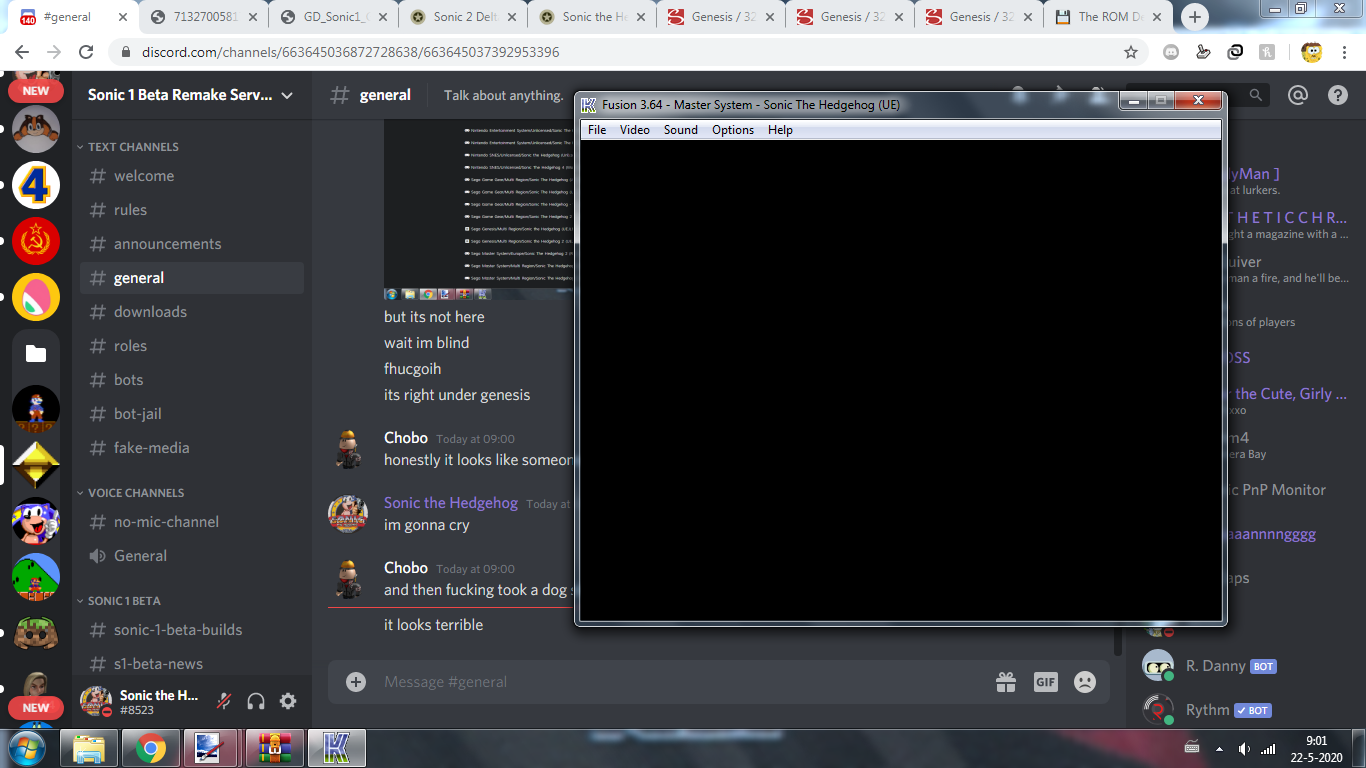 140
#general
7132700581
GD_Sonic1_
Sonic 2 Delt
Sonic the He
Genesis / 32
Genesis / 32
Genesis / 32
The ROM De
discord.com/channels/663645036872728638/663645037392953396
NEW
Sonic 1 Beta Remake Serv...
# general
Talk about anything.
TEXT CHANNELS
# welcome
# rules
# announcements
# general
# downloads
# roles
# bots
# bot-jail
# fake-media
VOICE CHANNELS
# no-mic-channel
General
SONIC 1 BETA
# sonic-1-beta-builds
# s1-beta-news
4
Sonic the H...
#8523
NEW
but its not here
wait im blind
fhucgoih
its right under genesis
Chobo Today at 09:00
honestly it looks like someon
Sonic the Hedgehog Today at
im gonna cry
Chobo Today at 09:00
and then fucking took a dog s
it looks terrible
Message #general
GIF
Fusion 3.64 - Master System - Sonic The Hedgehog (UE)
File Video Sound Options Help
lyMan ]
at lurkers.
T H E T I C C H R...
ght a magazine with a ...
uiver
man a fire, and he'll be...
ons of players
OSS
r the Cute, Girly ...
xxo
m4
era Bay
ic PnP Monitor
aaannnngggg
aps
R. Danny BOT
Rythm BOT
9:01
22-5-2020